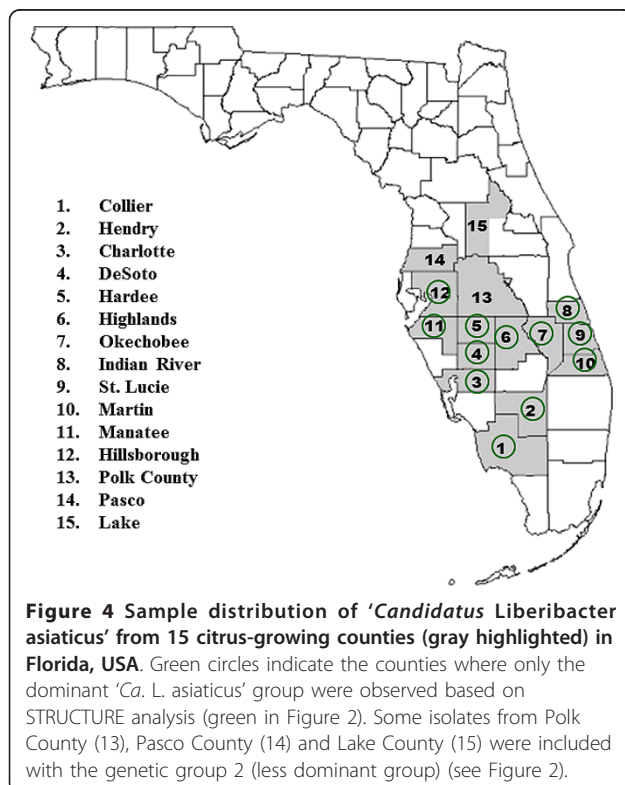 15
14
12
13
8
11
5
6
7
9
4
10
3
2
1
1. Collier
2. Hendry
3. Charlotte
4. DeSoto
5. Hardee
6. Highlands
7. Okechobee
8. Indian River
9. St. Lucie
10. Martin
11. Manatee
12. Hillsborough
13. Polk County
14. Pasco
15. Lake
Figure 4 Sample distribution of ‘Candidatus Liberibacter
asiaticus’ from 15 citrus-growing counties (gray highlighted) in
Florida, USA. Green circles indicate the counties where only the
dominant ‘Ca. L. asiaticus’ group were observed based on
STRUCTURE analysis (green in Figure 2). Some isolates from Polk
County (13), Pasco County (14) and Lake County (15) were included
with the genetic group 2 (less dominant group) (see Figure 2).